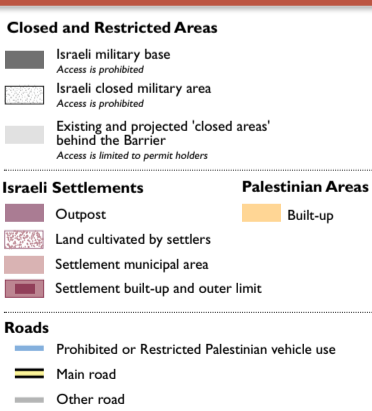 Closed and Restricted Areas
Israeli military base
Access is prohibited
Israeli closed military area
Access is prohibited
Existing and projected 'closed areas'
behind the Barrier
Access is limited to permit holders
Israeli Settlements
Outpost
Land cultivated by settlers
Settlement municipal area
Settlement built-up and outer limit
Palestinian Areas
Built-up
Roads
Prohibited or Restricted Palestinian vehicle use
Main road
Other road